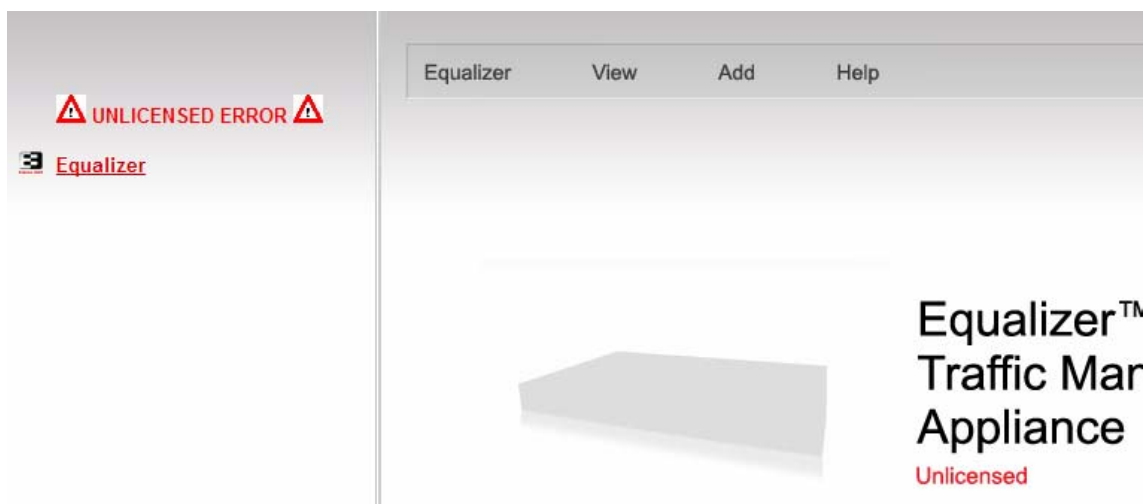 UNLICENSED ERROR
Equalizer
Equalizer View Add Help
Equalizer™
Traffic Man
Appliance
Unlicensed